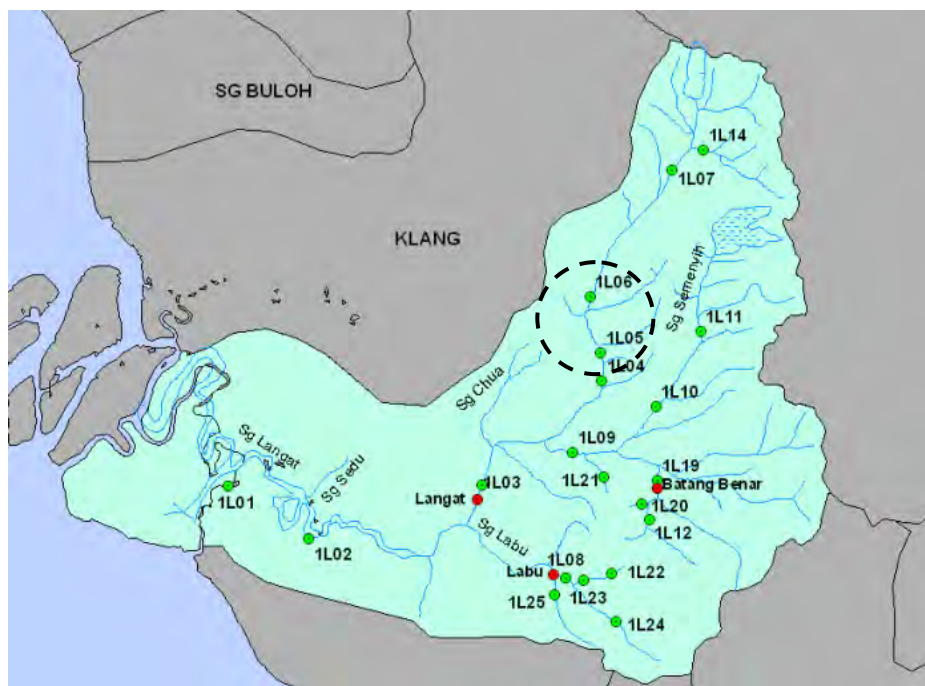 SG BULOH
1L14
1L07
KLANG
1L06
Sg Semenyih
1L11
1L05
1L04
Sg Chua
1L10
1L09
Sg Langat
Sg Sedu
1L19
1L21
Batang Benar
1L03
Langat
1L01
1L20
1L12
Sg Labu
1L02
1L08
Labu
1L22
1L23
1L25
1L24